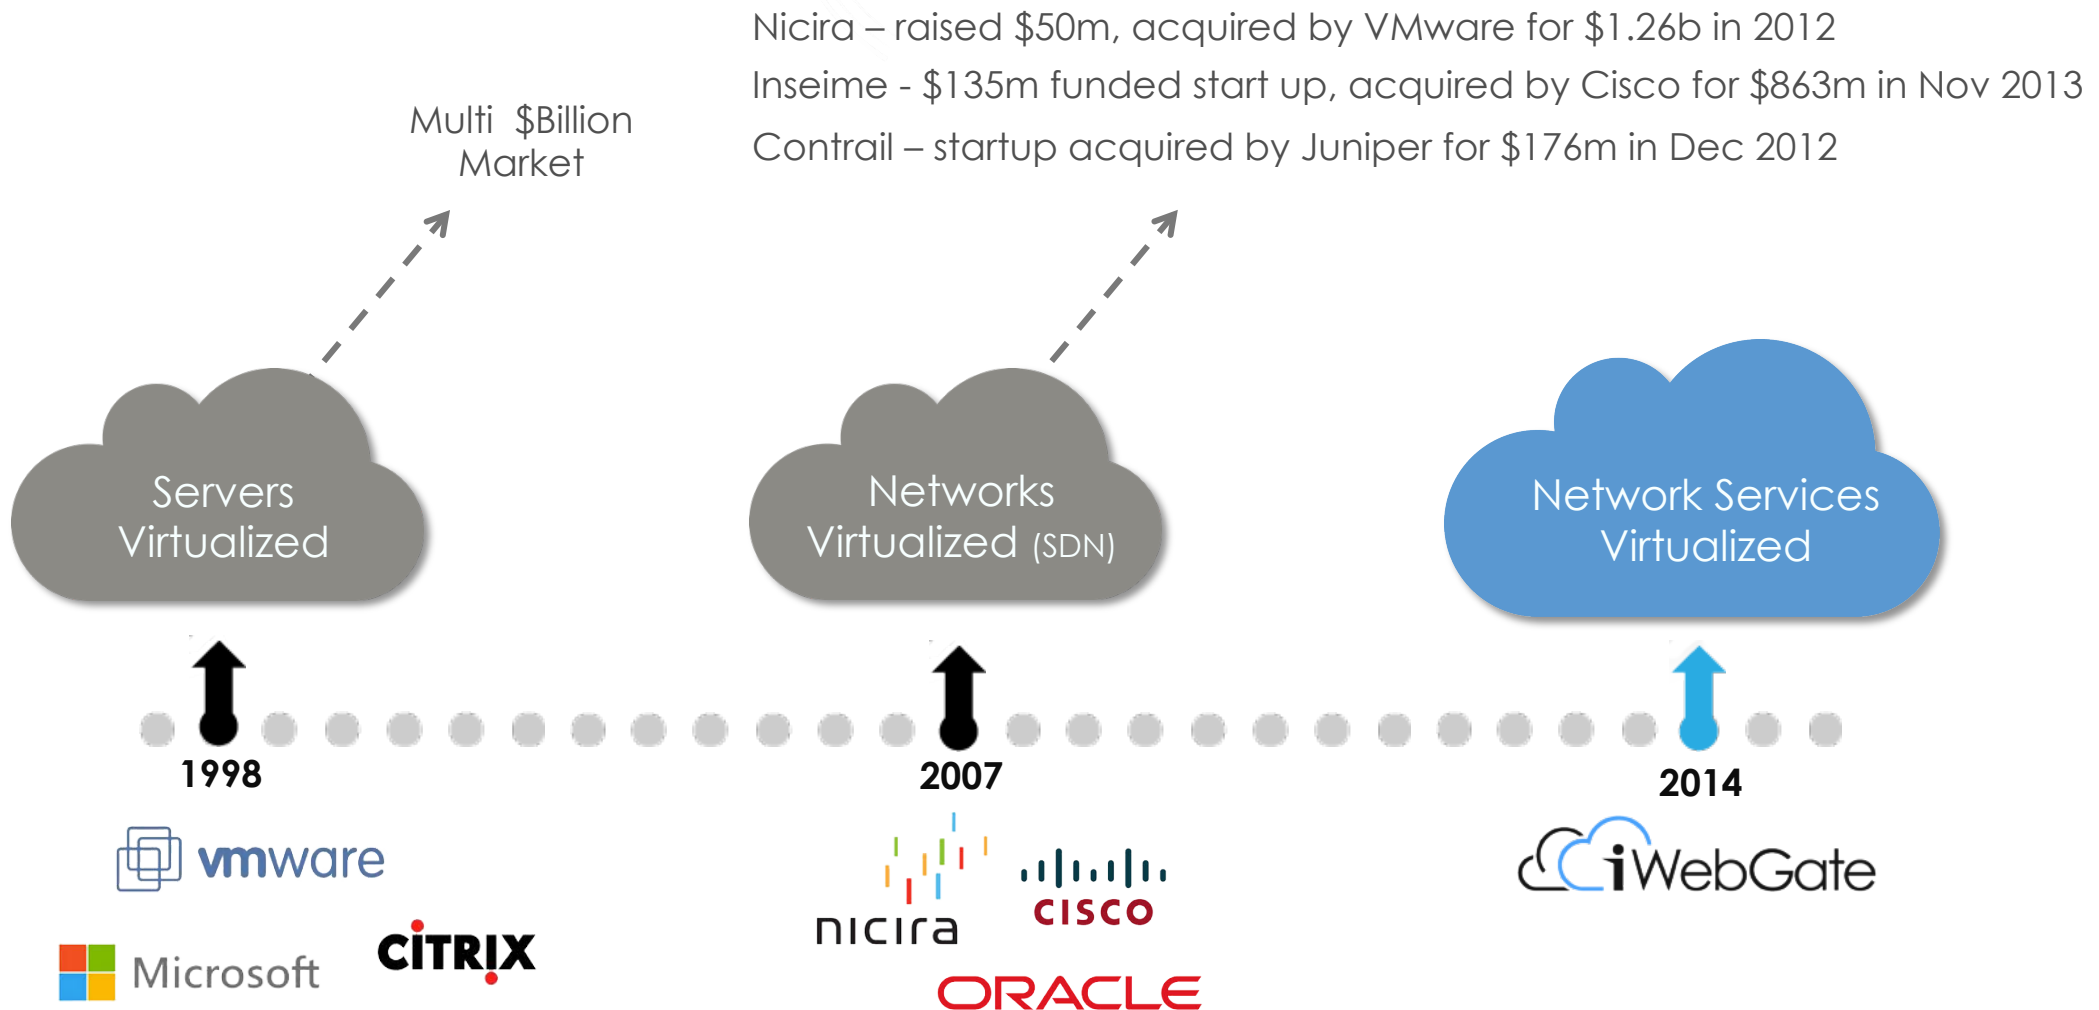 Nicira – raised $50m, acquired by VMware for $1.26b in 2012
Inseime - $135m funded start up, acquired by Cisco for $863m in Nov 2013
Contrail – startup acquired by Juniper for $176m in Dec 2012
Multi $Billion
Market
Servers
Virtualized
Networks
Virtualized (SDN)
Network Services
Virtualized
1998
2007
2014
vmware
Microsoft
CİTRIX
nicira
CISCO
ORACLE
iWebGate